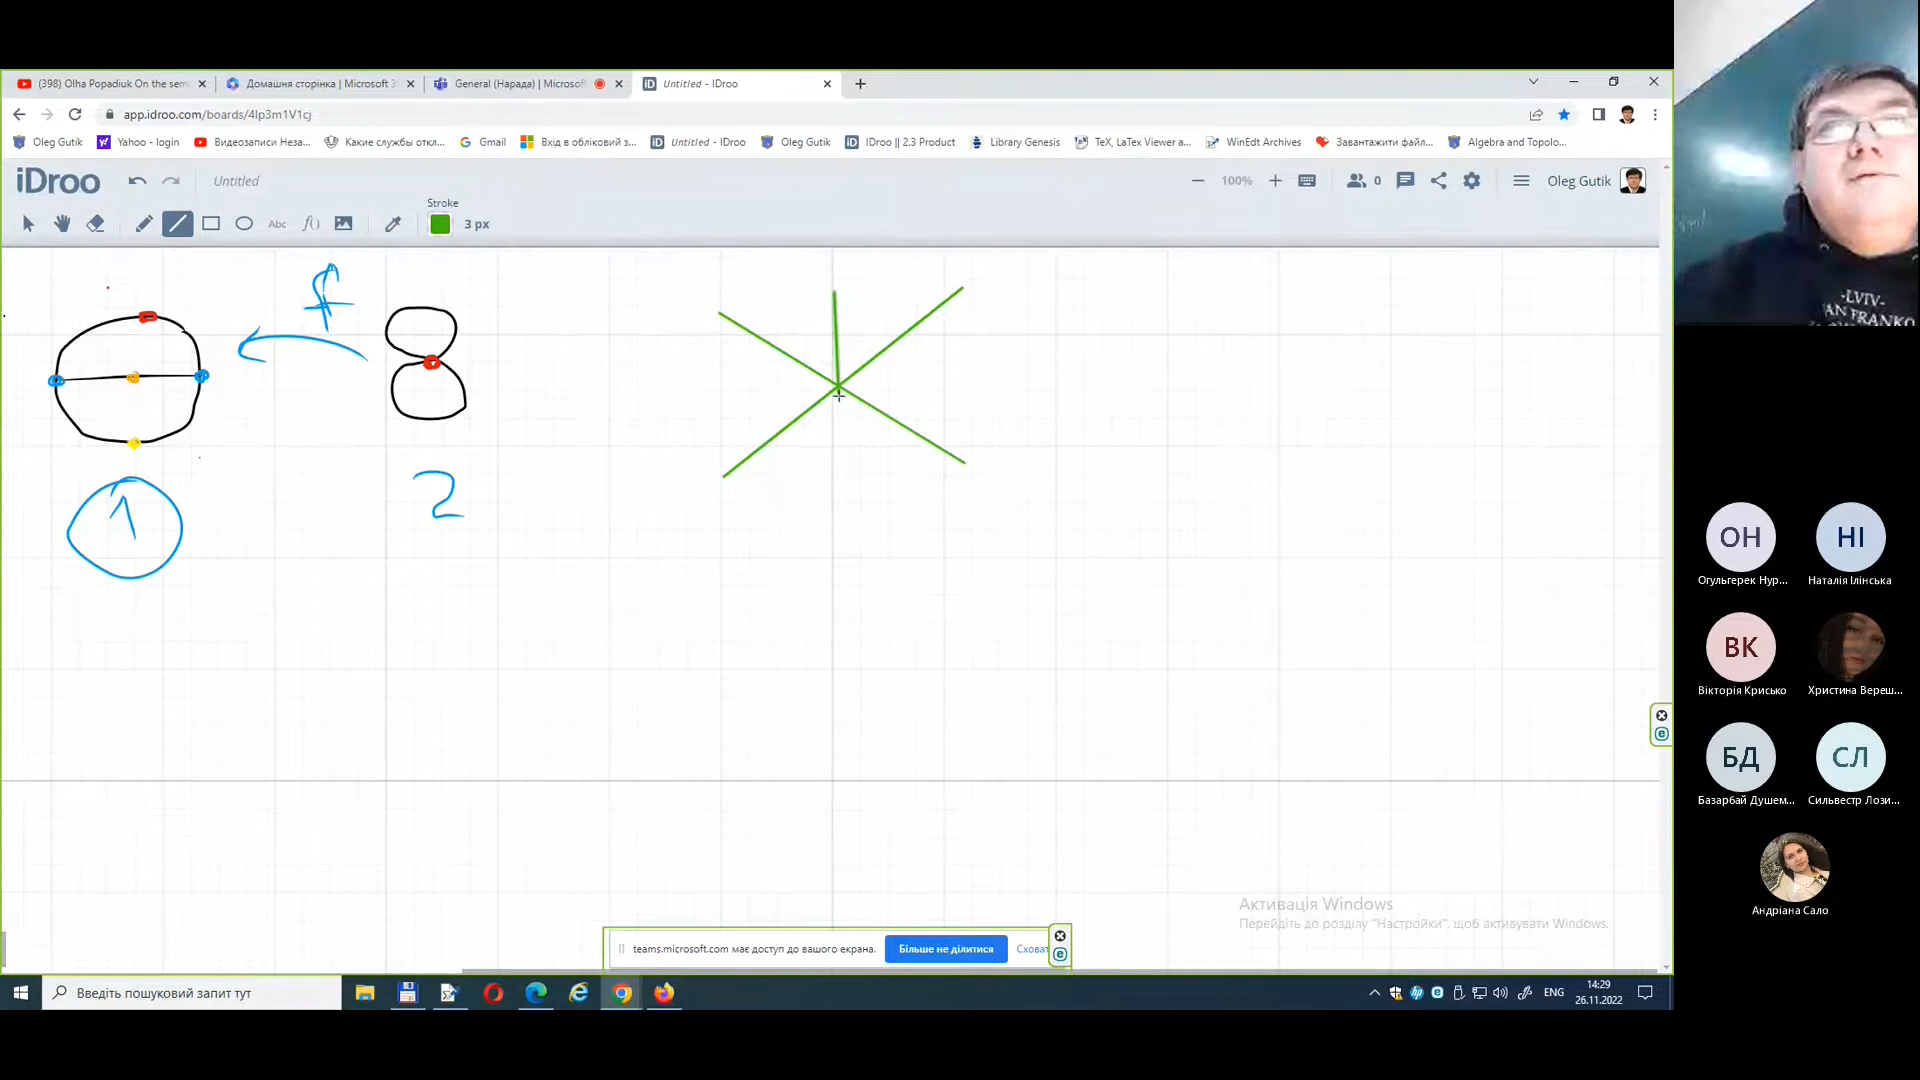 (398) Olha Popadiuk On the sem
Домашня сторінка | Microsoft 3
General (Нарада) | Microsoft
Untitled - IDroo
app.idroo.com/boards/4lp3m1V1cj
Oleg Gutik
Yahoo - login
Видеозаписи Неза...
Какие службы откл...
Gmail
Вхід в обліковий з...
Untitled - IDroo
Oleg Gutik
IDroo || 2.3 Product
Library Genesis
TeX, LaTex Viewer a...
WinEdt Archives
Завантажити файл...
Algebra and Topolo...
iDroo
Untitled
100%
0
Oleg Gutik
Stroke
Abc
f()
3 px
f
1
2
Активація Windows
Перейдіть до розділу "Настройки", щоб активувати Windows.
teams.microsoft.com має доступ до вашого екрана.
Більше не ділитися
Сховат
Введіть пошуковий запит тут
ENG
14:29
26.11.2022
-LVIV-
AN FRANKO
ОН
Огульгерек Нур...
НІ
Наталія Ілінська
ВК
Вікторія Крисько
Христина Вереш...
БД
Базарбай Душем...
СЛ
Сильвестр Лози...
Андріана Сало